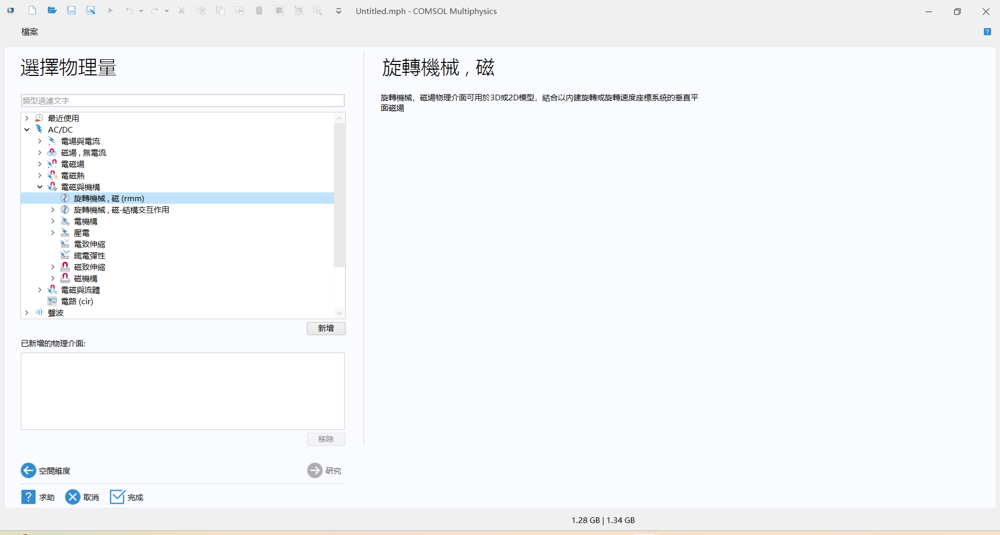 Untitled.mph - COMSOL Multiphysics
檔案
?
選擇物理量
類型過濾文字
最近使用
AC/DC
電場與電流
磁場 , 無電流
電磁場
電磁熱
電磁與機構
旋轉機械 , 磁 (rmm)
旋轉機械 , 磁-結構交互作用
電機構
壓電
電致伸縮
鐵電彈性
磁致伸縮
磁機構
電磁與流體
電路 (cir)
聲波
新增
已新增的物理介面:
移除
空間維度
研究
? 求助
取消
完成
旋轉機械 , 磁
旋轉機械，磁場物理介面可用於3D或2D模型，結合以內建旋轉或旋轉速度座標系統的垂直平
面磁場
1.28 GB | 1.34 GB